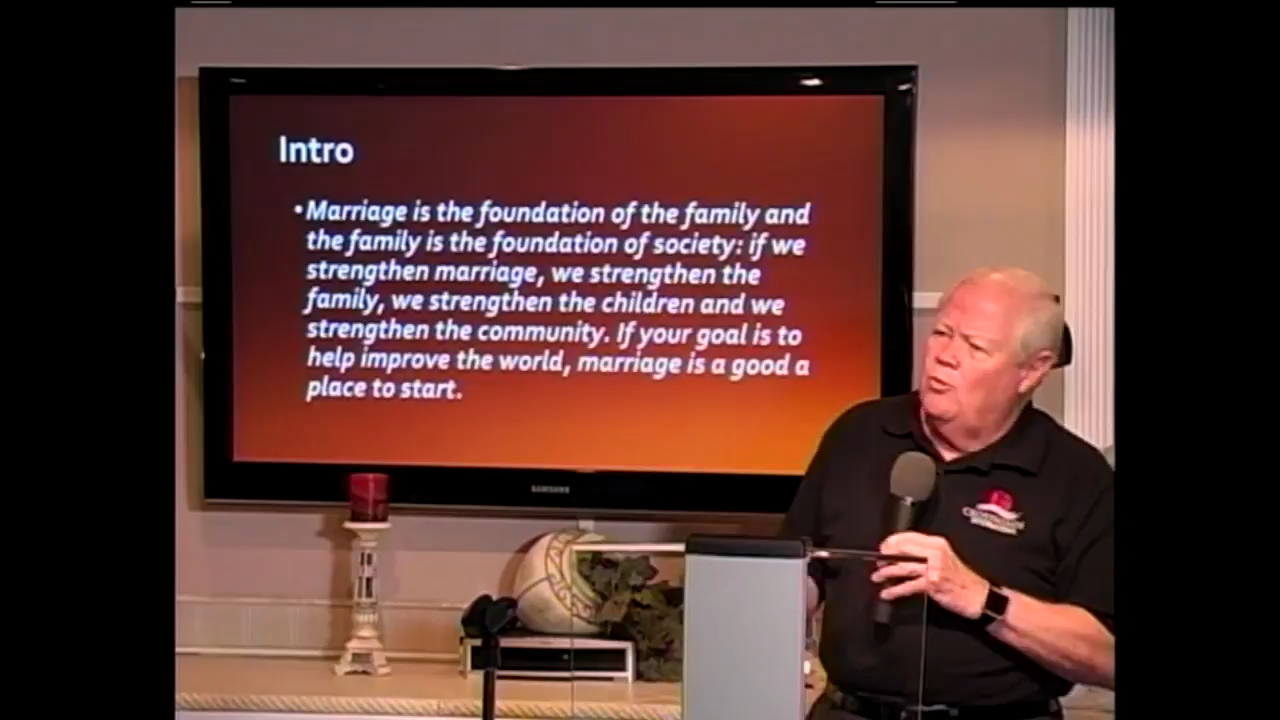 Intro
• Marriage is the foundation of the family and
the family is the foundation of society: if we
strengthen marriage, we strengthen the
family, we strengthen the children and we
strengthen the community. If your goal is to
help improve the world, marriage is a good a
place to start.
SAMSUNG